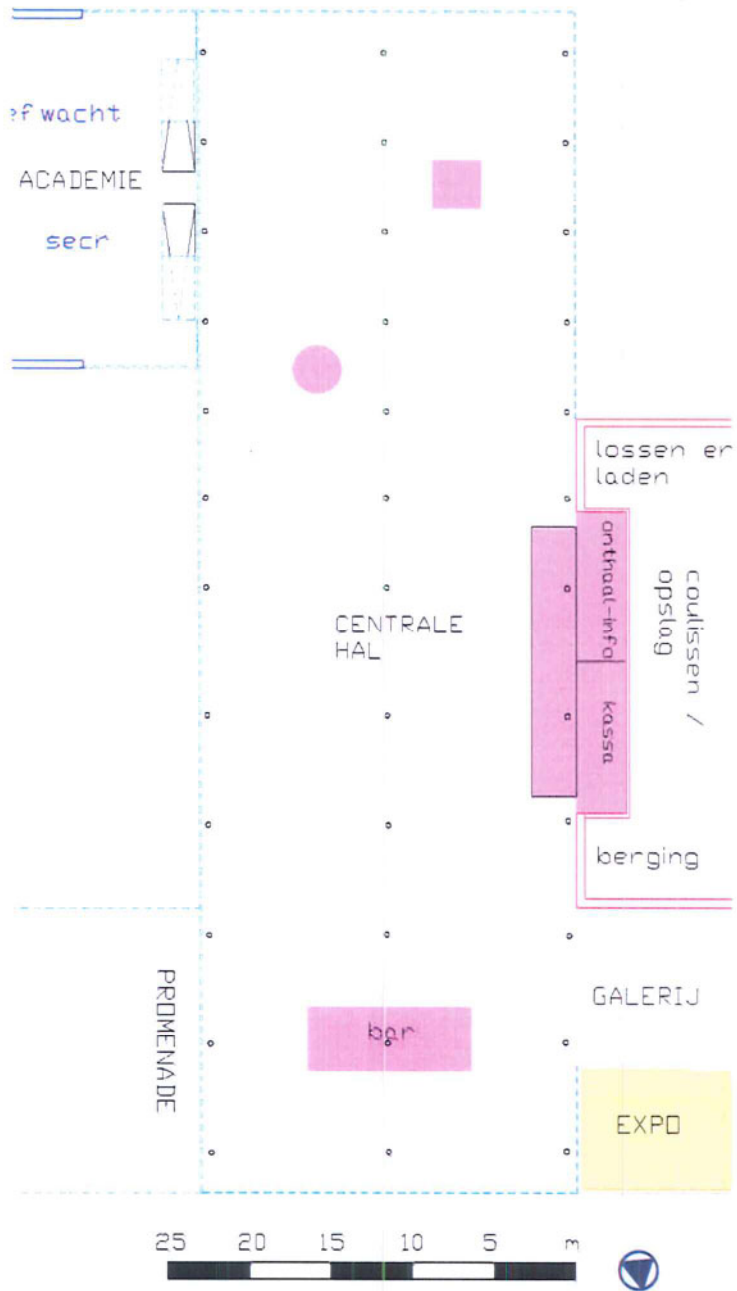 ef wacht
ACADEMIE
secr
lossen en
laden
onthaal-info
coulissen /
opslag
CENTRALE
HAL
kassa
berging
PROMENADE
GALERIJ
bar
EXPO
25 20 15 10 5 m